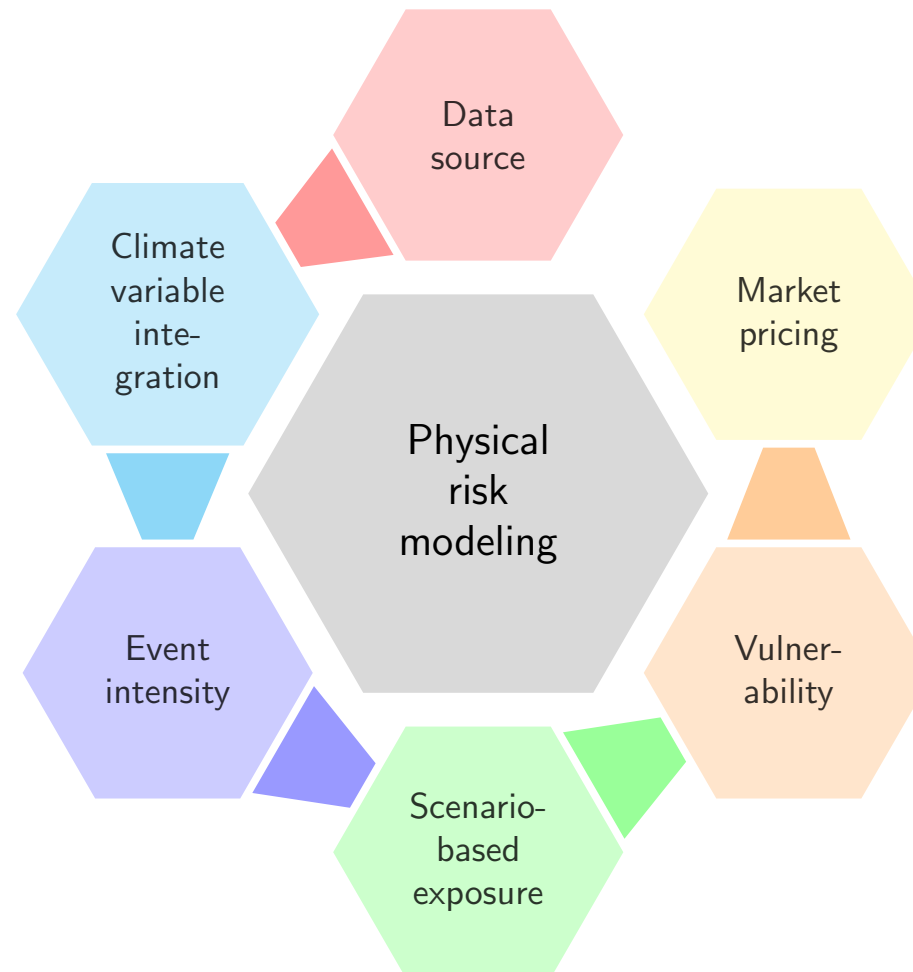 Data
source
Climate
variable
inte-
gration
Market
pricing
Physical
risk
modeling
Event
intensity
Vulner-
ability
Scenario-
based
exposure